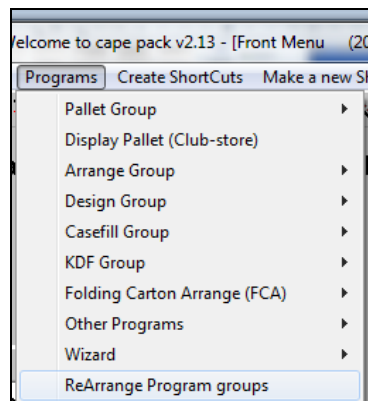 elcome to cape pack v2.13 - [Front Menu (20
Programs Create ShortCuts Make a new S
Pallet Group
Display Pallet (Club-store)
Arrange Group
Design Group
Casefill Group
KDF Group
Folding Carton Arrange (FCA)
Other Programs
Wizard
ReArrange Program groups